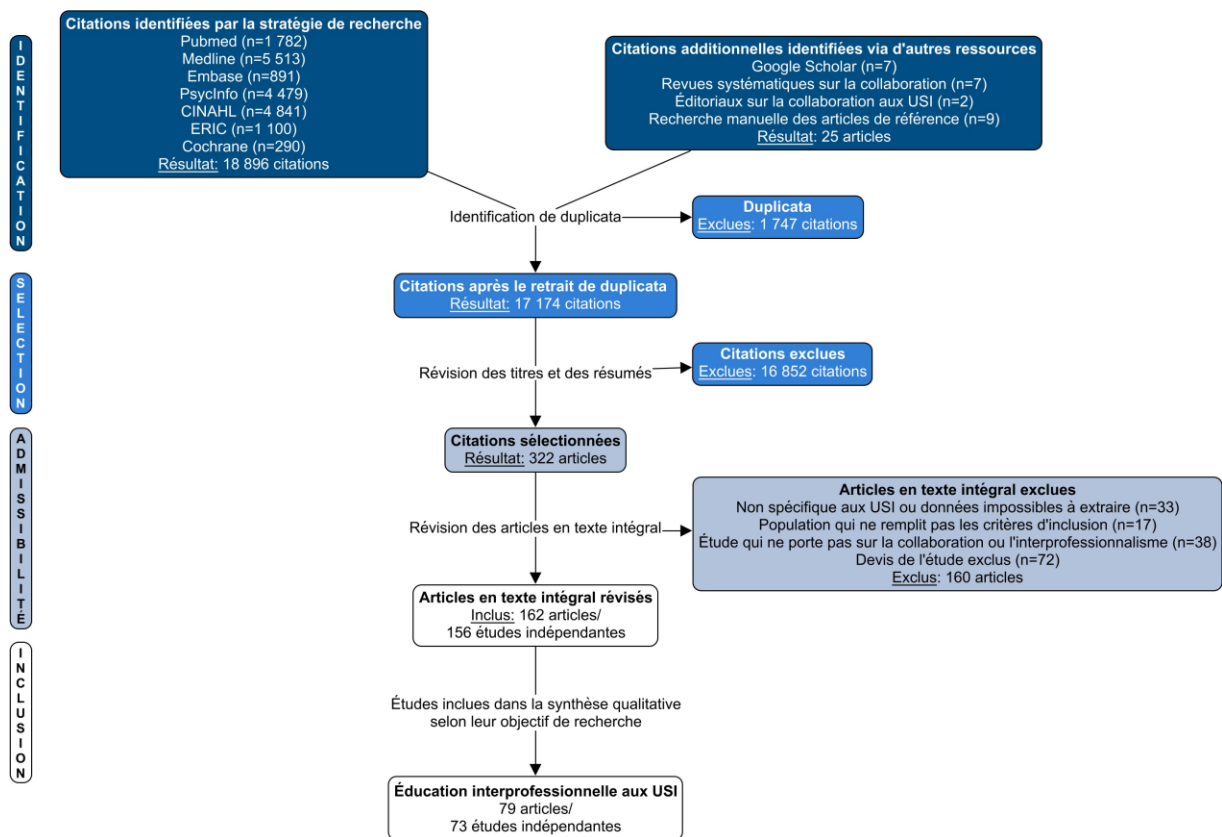 Citations identifiées par la stratégie de recherche
Pubmed (n=1 782)
Medline (n=5 513)
Embase (n=891)
PsycInfo (n=4 479)
CINAHL (n=4 841)
ERIC (n=1 100)
Cochrane (n=290)
Résultat: 18 896 citations
Citations additionnelles identifiées via d'autres ressources
Google Scholar (n=7)
Revues systématiques sur la collaboration (n=7)
Éditoriaux sur la collaboration aux USI (n=2)
Recherche manuelle des articles de référence (n=9)
Résultat: 25 articles
IDENTIFICATION
Identification de duplicata
Duplicata
Exclues: 1 747 citations
SELECTION
Citations après le retrait de duplicata
Résultat: 17 174 citations
Révision des titres et des résumés
Citations exclues
Exclues: 16 852 citations
ADMISSIBILITÉ
Citations sélectionnées
Résultat: 322 articles
Révision des articles en texte intégral
Articles en texte intégral exclues
Non spécifique aux USI ou données impossibles à extraire (n=33)
Population qui ne remplit pas les critères d'inclusion (n=17)
Étude qui ne porte pas sur la collaboration ou l'interprofessionnalisme (n=38)
Devis de l'étude exclus (n=72)
Exclus: 160 articles
Articles en texte intégral révisés
Inclus: 162 articles/
156 études indépendantes
INCLUSION
Études inclues dans la synthèse qualitative
selon leur objectif de recherche
Éducation interprofessionnelle aux USI
79 articles/
73 études indépendantes